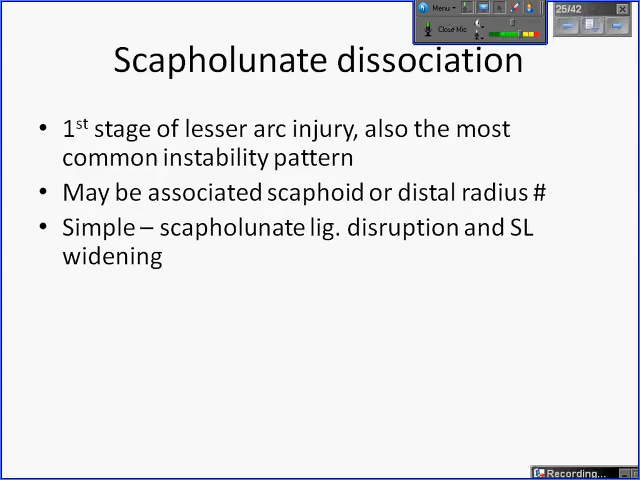 Menu
25/42
Close Mic
Scapholunate dissociation
• 1st stage of lesser arc injury, also the most
common instability pattern
• May be associated scaphoid or distal radius #
• Simple – scapholunate lig. disruption and SL
widening
Recording...